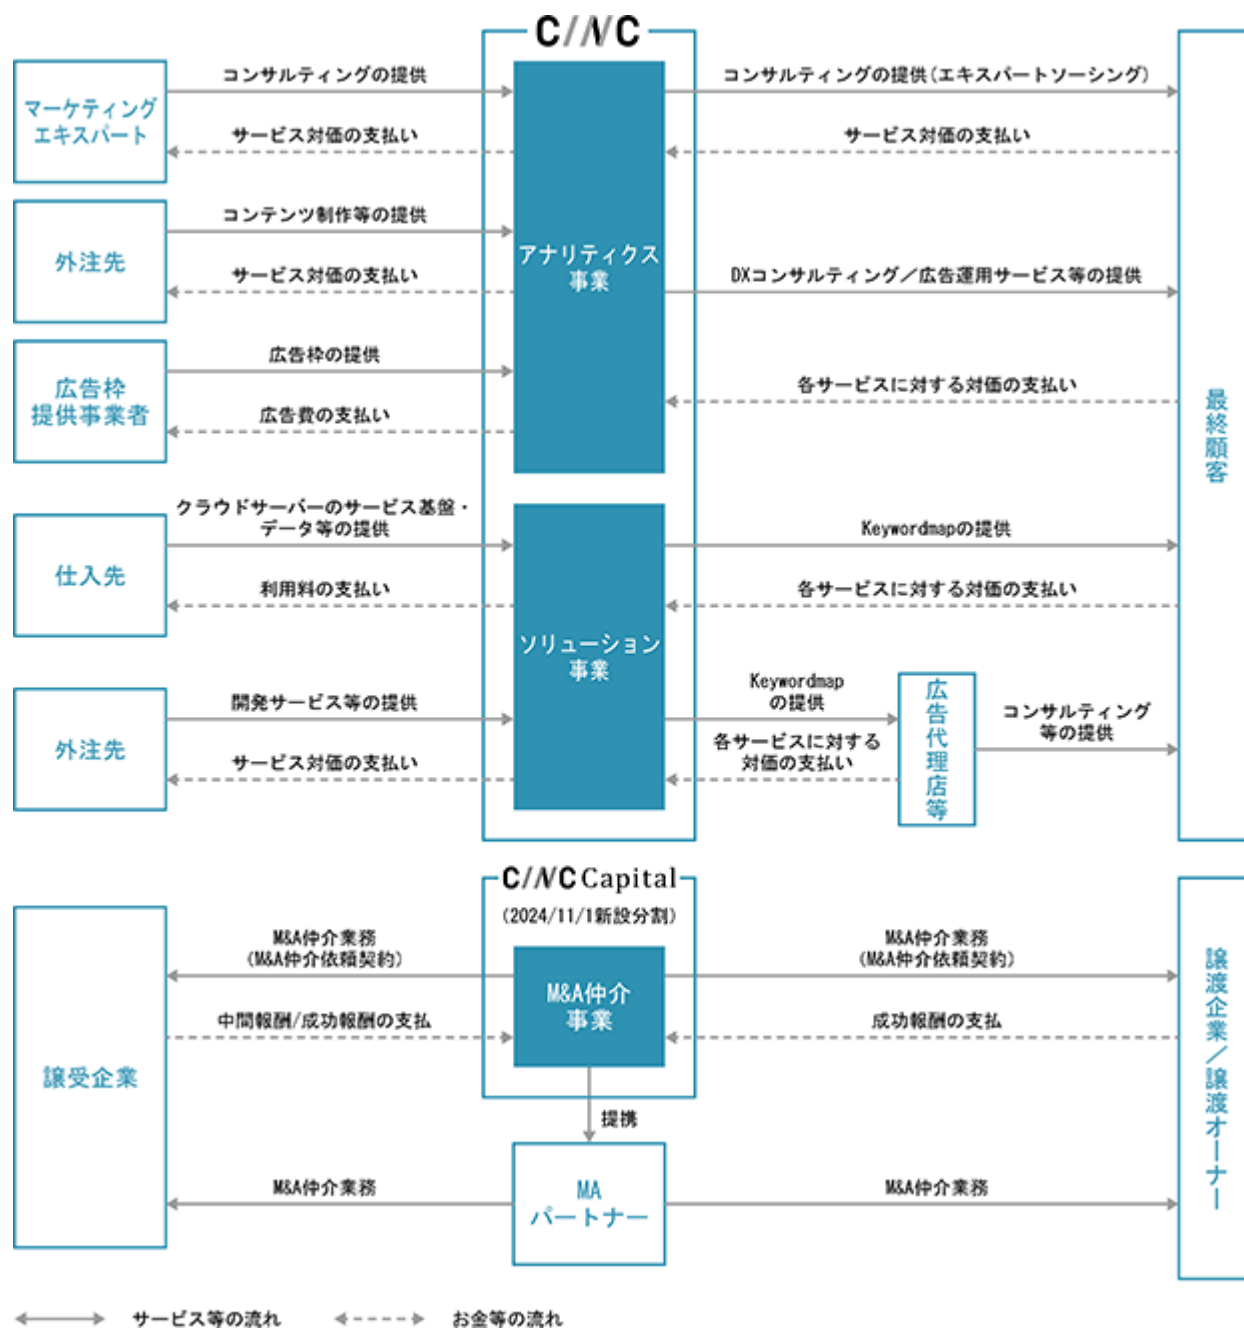 CINC
マーケティング
エキスパート
コンサルティングの提供
サービス対価の支払い
コンサルティングの提供(エキスパートソーシング)
サービス対価の支払い
外注先
コンテンツ制作等の提供
サービス対価の支払い
アナリティクス
事業
DXコンサルティング／広告運用サービス等の提供
広告枠
提供事業者
広告枠の提供
広告費の支払い
各サービスに対する対価の支払い
最終顧客
仕入先
クラウドサーバーのサービス基盤・
データ等の提供
利用料の支払い
Keywordmapの提供
各サービスに対する対価の支払い
ソリューション
事業
外注先
開発サービス等の提供
サービス対価の支払い
Keywordmap
の提供
各サービスに対する
対価の支払い
広告代理店等
コンサルティング
等の提供
CINC Capital
(2024/11/1新設分割)
譲受企業
M&A仲介業務
(M&A仲介依頼契約)
中間報酬/成功報酬の支払
M&A仲介
事業
M&A仲介業務
(M&A仲介依頼契約)
成功報酬の支払
譲渡企業／譲渡オーナー
提携
M&A仲介業務
MA
パートナー
M&A仲介業務
サービス等の流れ
お金等の流れ